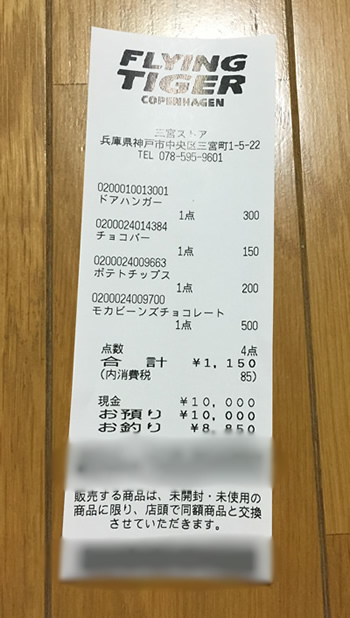 FLYING
TIGER
COPENHAGEN
三宮ストア
兵庫県神戸市中央区三宮町1-5-22
TEL 078-595-9601
0200010013001
ドアハンガー
1点 300
0200024014384
チョコバー
1点 150
0200024009663
ポテトチップス
1点 200
0200024009700
モカビーンズチョコレート
1点 500
点数 4点
合 計 ¥1,150
(内消費税 85)
現金 ¥10,000
お預り ¥10,000
お釣り ¥8,850
販売する商品は、未開封・未使用の
商品に限り、店頭で同額商品と交換
させていただきます。